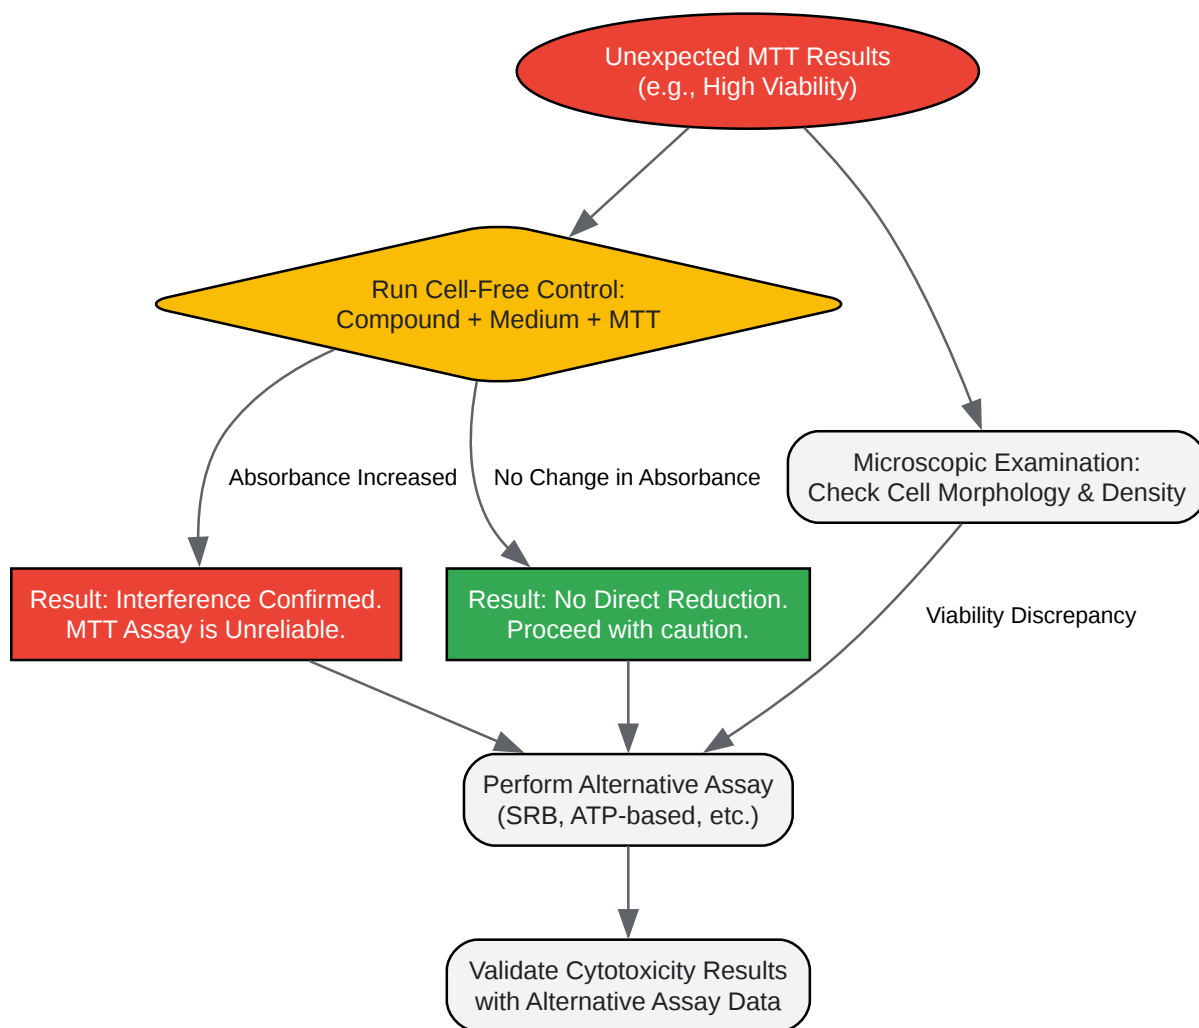 Unexpected MTT Results
(e.g., High Viability)
Run Cell-Free Control:
Compound + Medium + MTT
Absorbance Increased
No Change in Absorbance
Microscopic Examination:
Check Cell Morphology & Density
Result: Interference Confirmed.
MTT Assay is Unreliable.
Result: No Direct Reduction.
Proceed with caution.
Viability Discrepancy
Perform Alternative Assay
(SRB, ATP-based, etc.)
Validate Cytotoxicity Results
with Alternative Assay Data